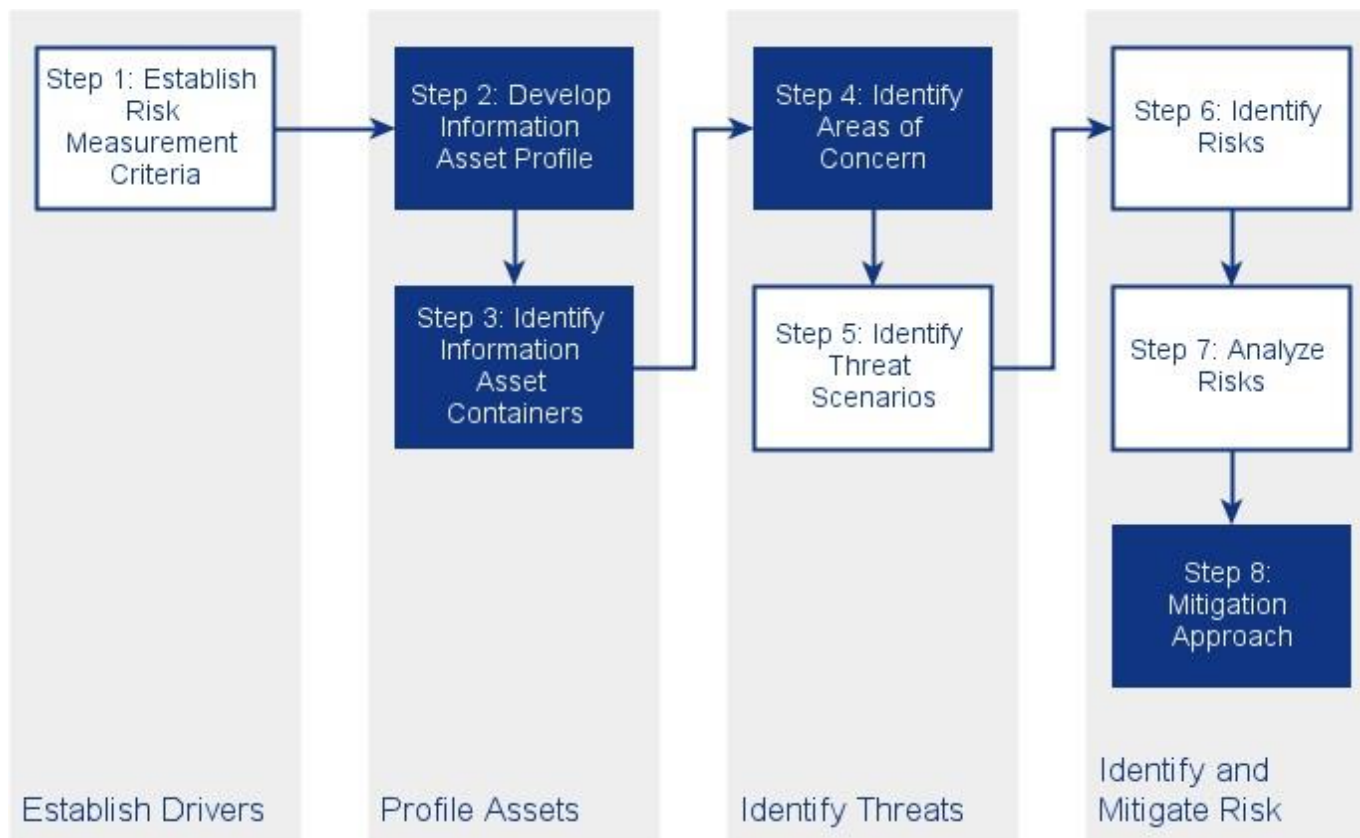 Step 1: Establish
Risk
Measurement
Criteria
Step 2: Develop
Information
Asset Profile
Step 3: Identify
Information
Asset
Containers
Step 4: Identify
Areas of
Concern
Step 5: Identify
Threat
Scenarios
Step 6: Identify
Risks
Step 7: Analyze
Risks
Step 8:
Mitigation
Approach
Establish Drivers
Profile Assets
Identify Threats
Identify and
Mitigate Risk